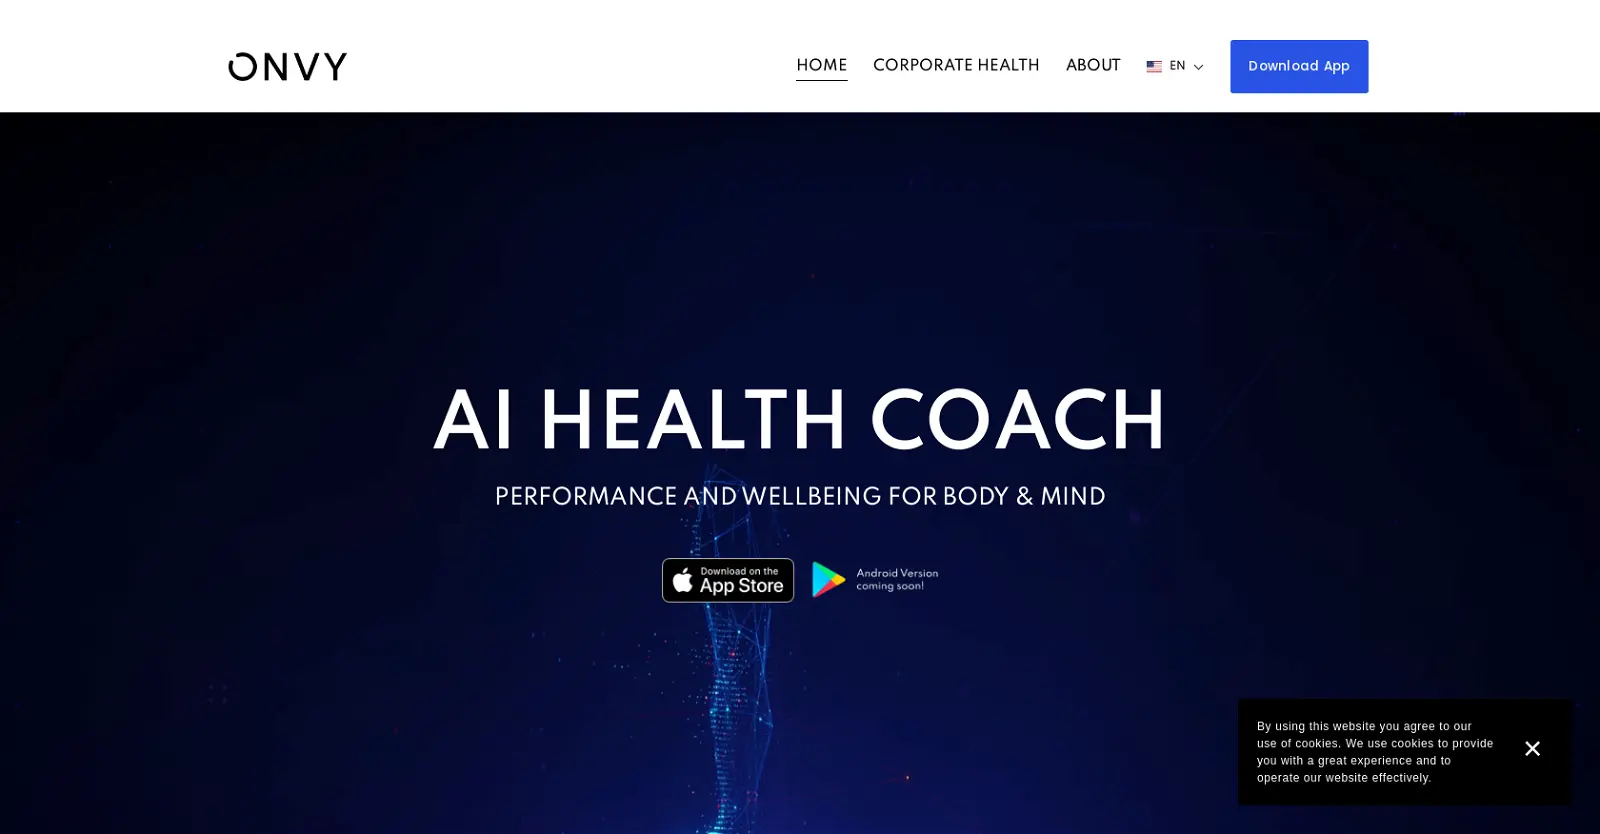 ONVY
HOME
CORPORATE HEALTH
ABOUT
EN
Download App
AI HEALTH COACH
PERFORMANCE AND WELLBEING FOR BODY & MIND
Download on the
App Store
Android Version
coming soon!
By using this website you agree to our
use of cookies. We use cookies to provide
you with a great experience and to
operate our website effectively.